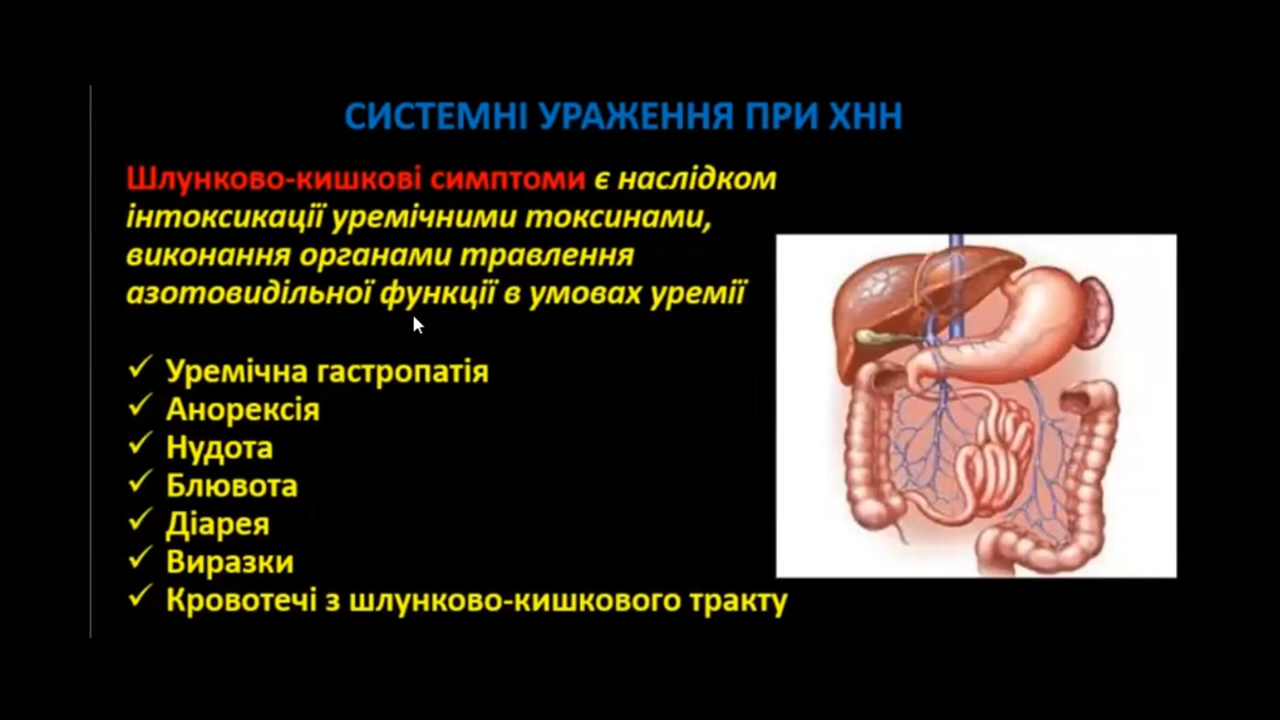 СИСТЕМНІ УРАЖЕННЯ ПРИ ХНН
Шлунково-кишкові симптоми є наслідком
інтоксикації уремічними токсинами,
виконання органами травлення
азотовидільної функції в умовах уремії
✓ Уремічна гастропатія
✓ Анорексія
✓ Нудота
✓ Блювота
✓ Діарея
✓ Виразки
✓ Кровотечі з шлунково-кишкового тракту